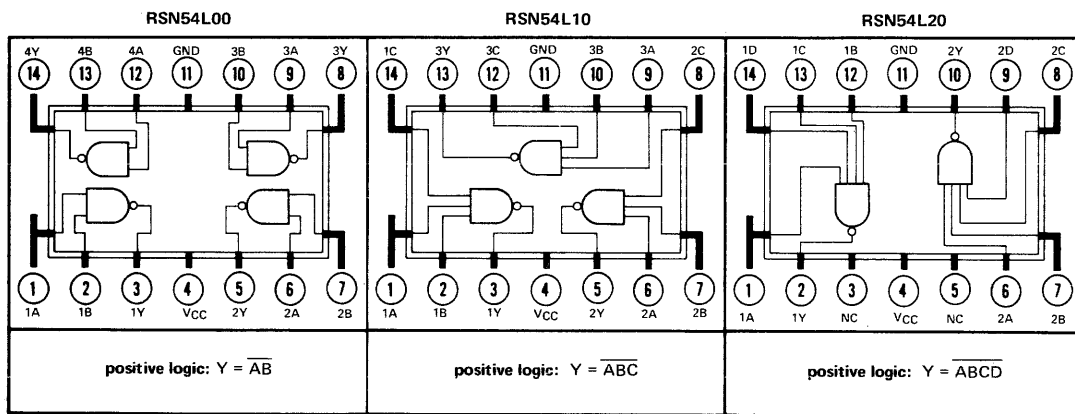 RSN54L00 RSN54L10 RSN54L20
4Y 4B 4A GND 3B 3A 3Y 1C 3Y 3C GND 3B 3A 2C 1D 1C 1B GND 2Y 2D 2C
14 13 12 11 10 9 8 14 13 12 11 10 9 8 14 13 12 11 10 9 8
1 2 3 4 5 6 7 1 2 3 4 5 6 7 1 2 3 4 5 6 7
1A 1B 1Y VCC 2Y 2A 2B 1A 1B 1Y VCC 2Y 2A 2B 1A 1Y NC VCC NC 2A 2B
positive logic: Y = A̅B̅ positive logic: Y = A̅B̅C̅ positive logic: Y = A̅B̅C̅D̅